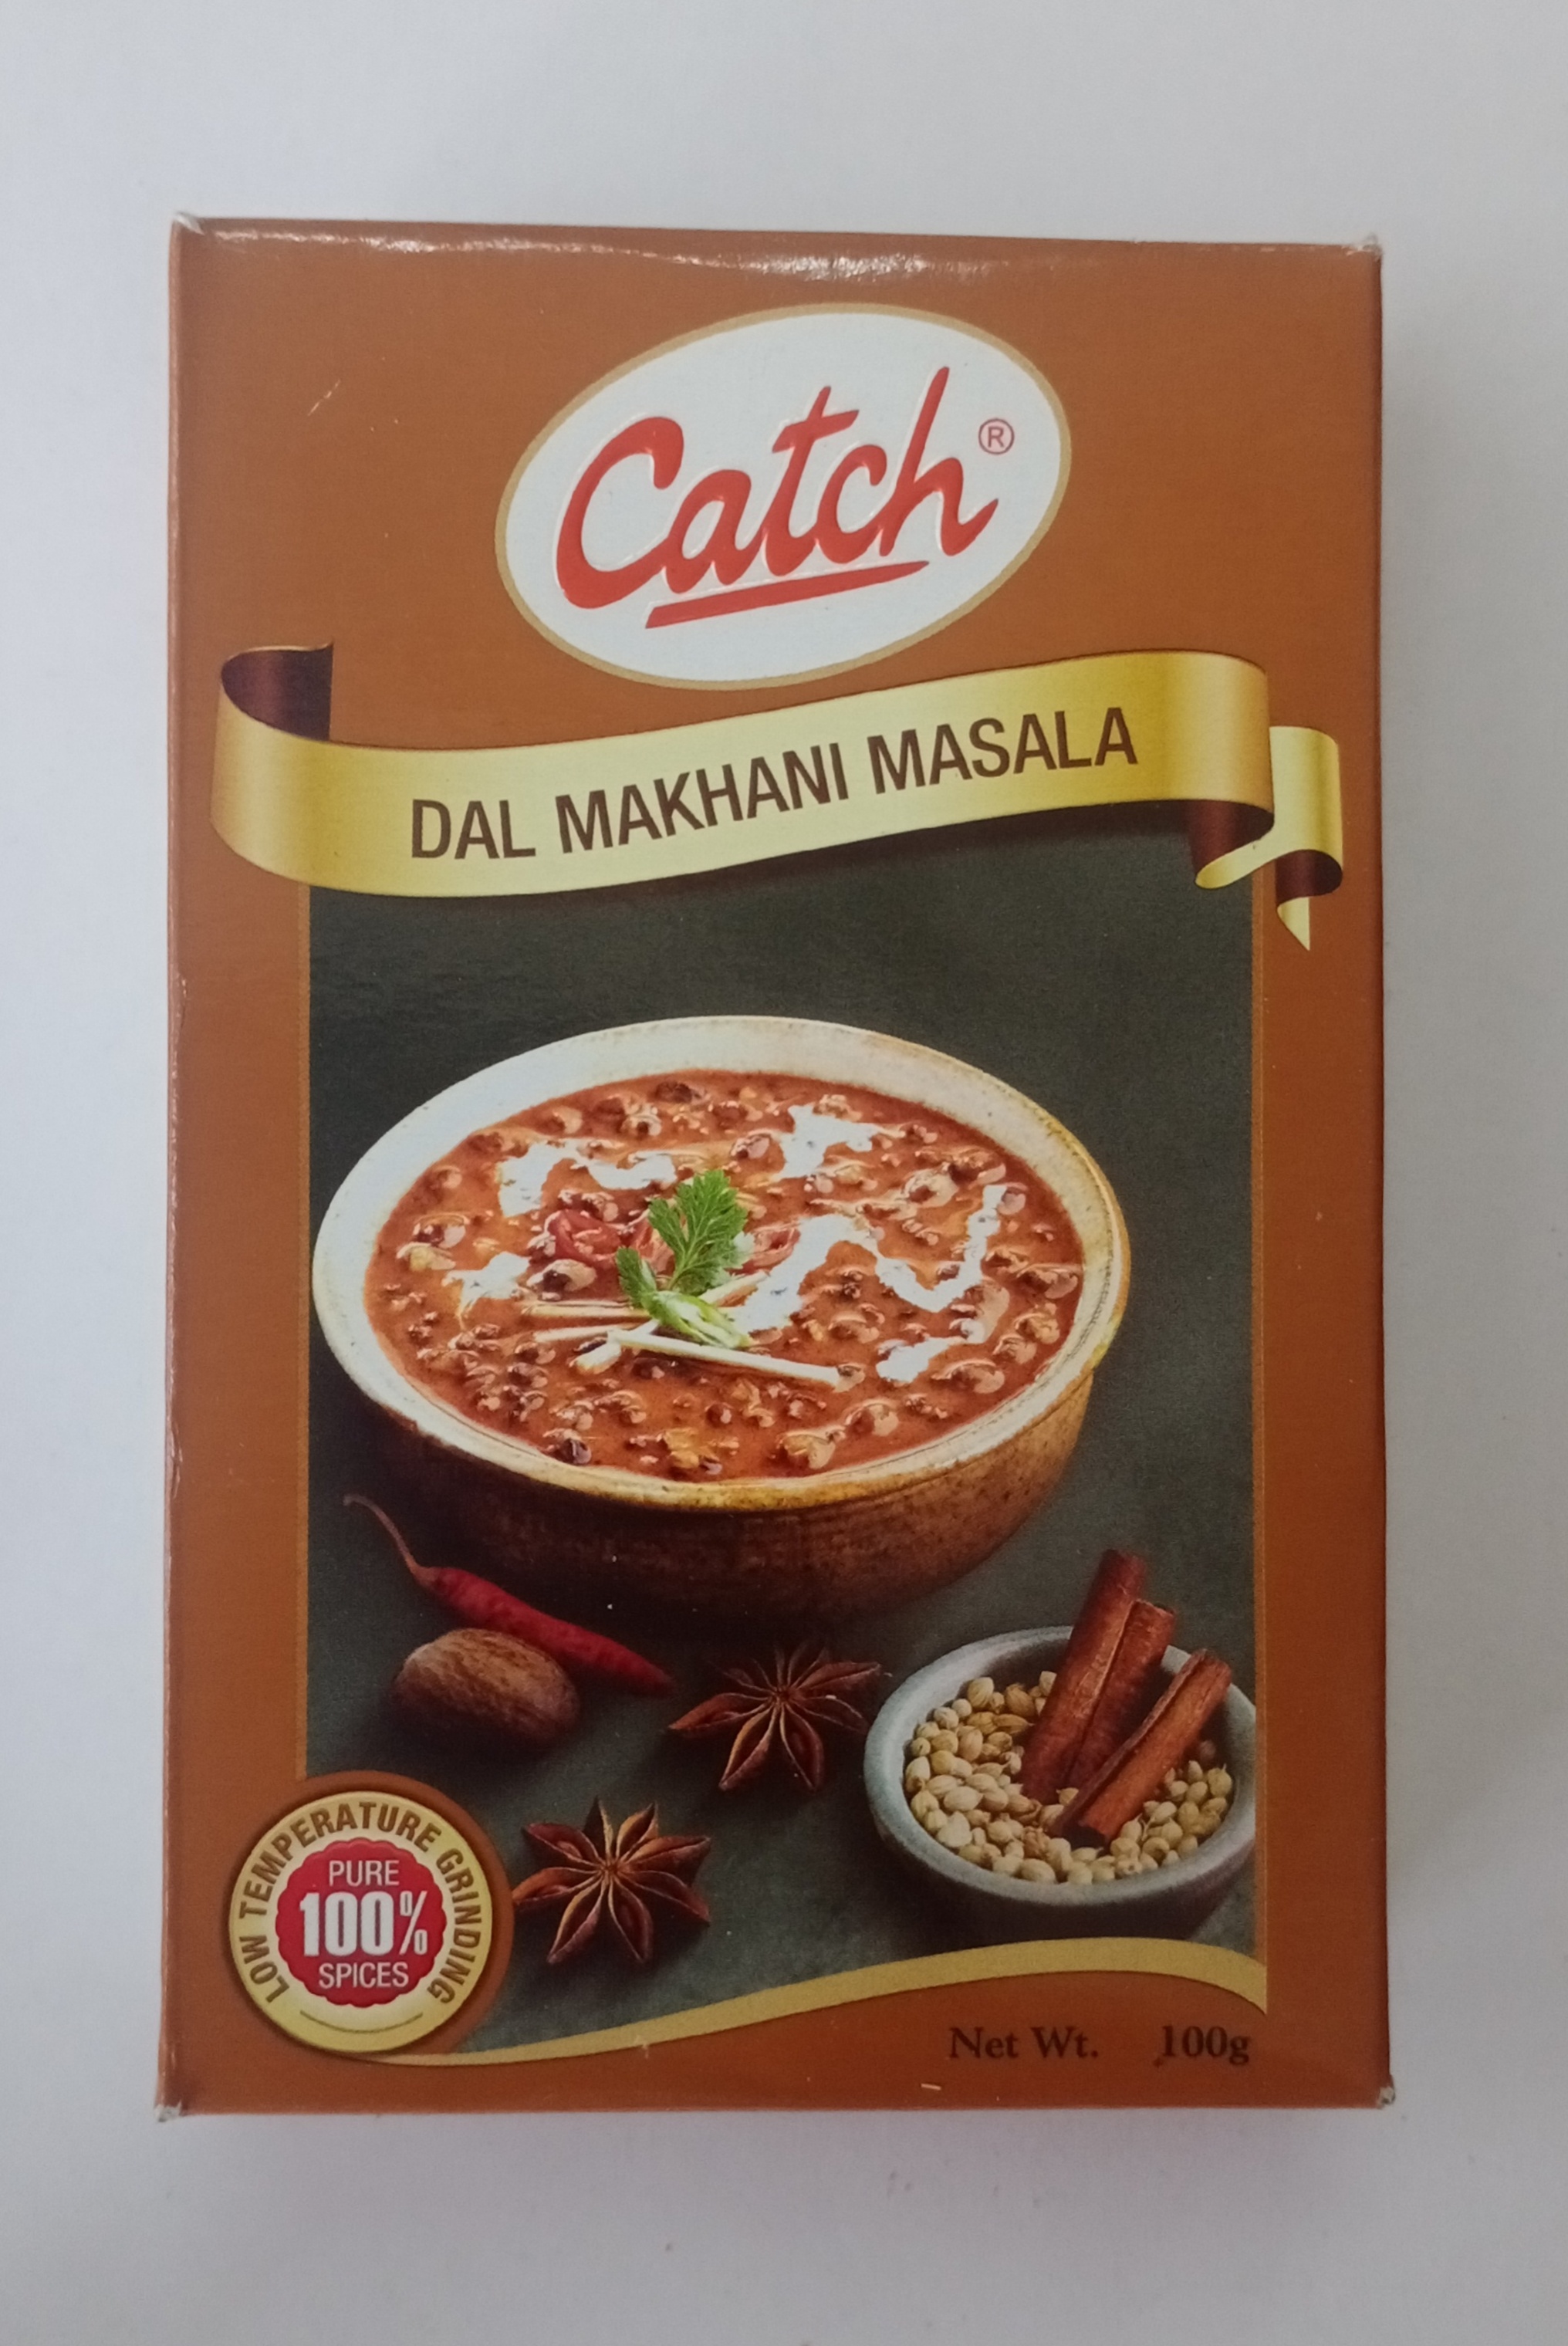 Catch®
DAL MAKHANI MASALA
LOW TEMPERATURE GRINDING
PURE
100%
SPICES
Net Wt. 100g